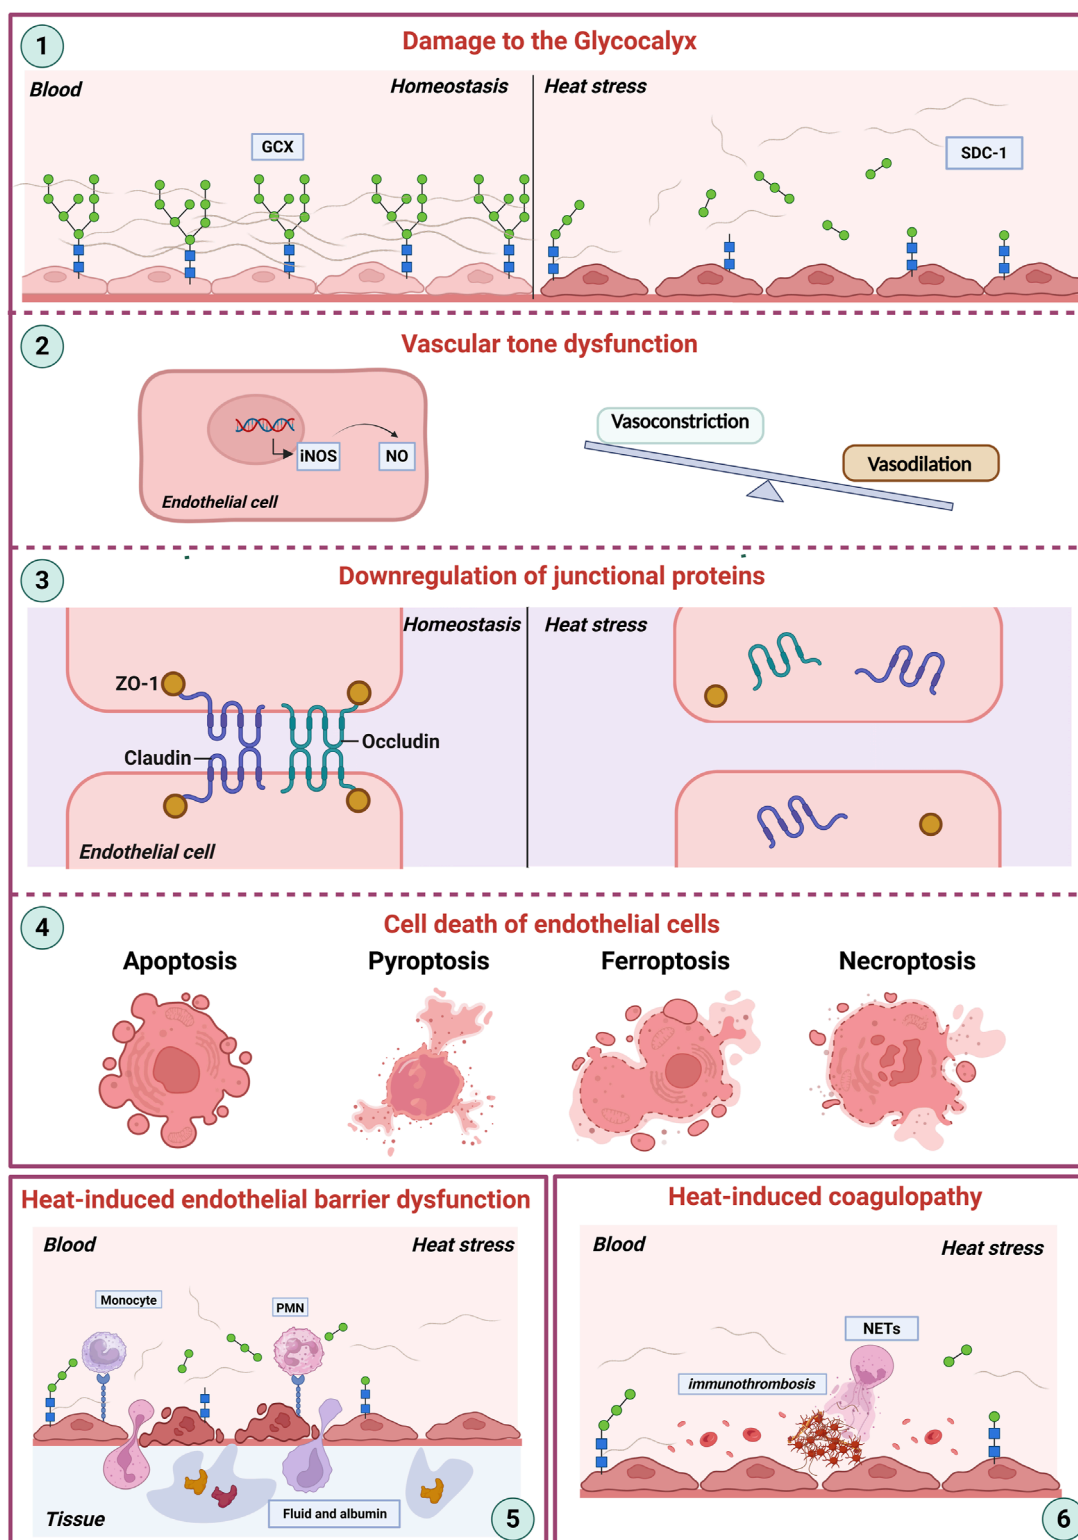 1
Damage to the Glycocalyx
Blood
Homeostasis
Heat stress
GCX
SDC-1
2
Vascular tone dysfunction
iNOS
NO
Endothelial cell
Vasoconstriction
Vasodilation
3
Downregulation of junctional proteins
Homeostasis
Heat stress
ZO-1
Claudin
Occludin
Endothelial cell
4
Cell death of endothelial cells
Apoptosis
Pyroptosis
Ferroptosis
Necroptosis
Heat-induced endothelial barrier dysfunction
Blood
Heat stress
Monocyte
PMN
Fluid and albumin
Tissue
5
Heat-induced coagulopathy
Blood
Heat stress
NETs
immunothrombosis
6